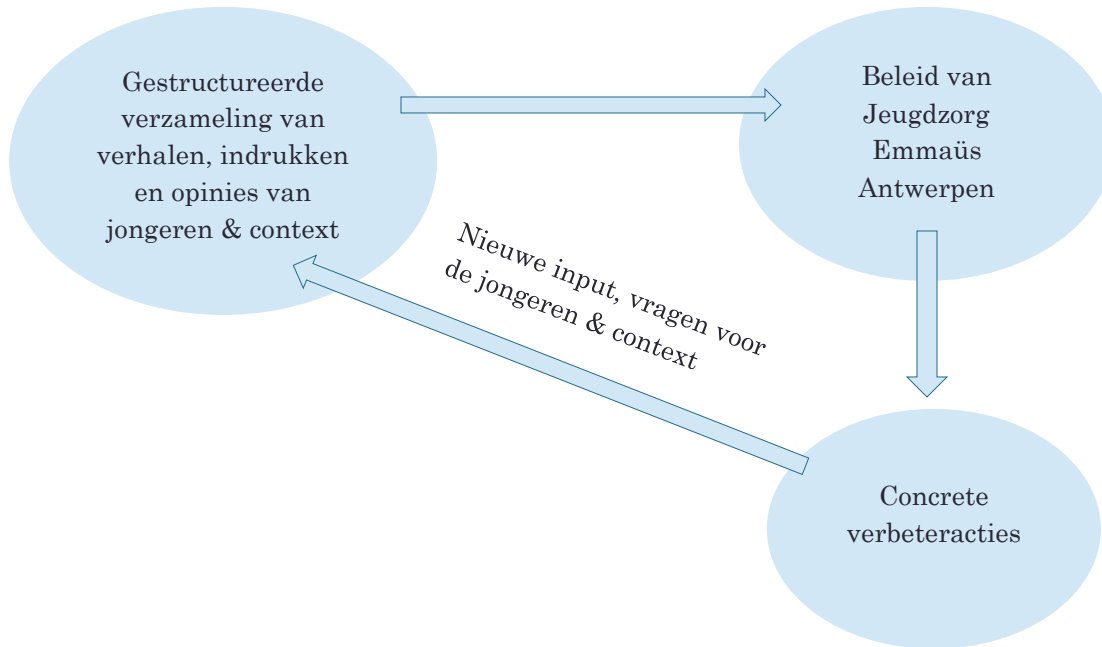 Gestructureerde
verzameling van
verhalen, indrukken
en opinies van
jongeren & context
Beleid van
Jeugdzorg
Emmaüs
Antwerpen
Nieuwe input, vragen voor
de jongeren & context
Concrete
verbeteracties